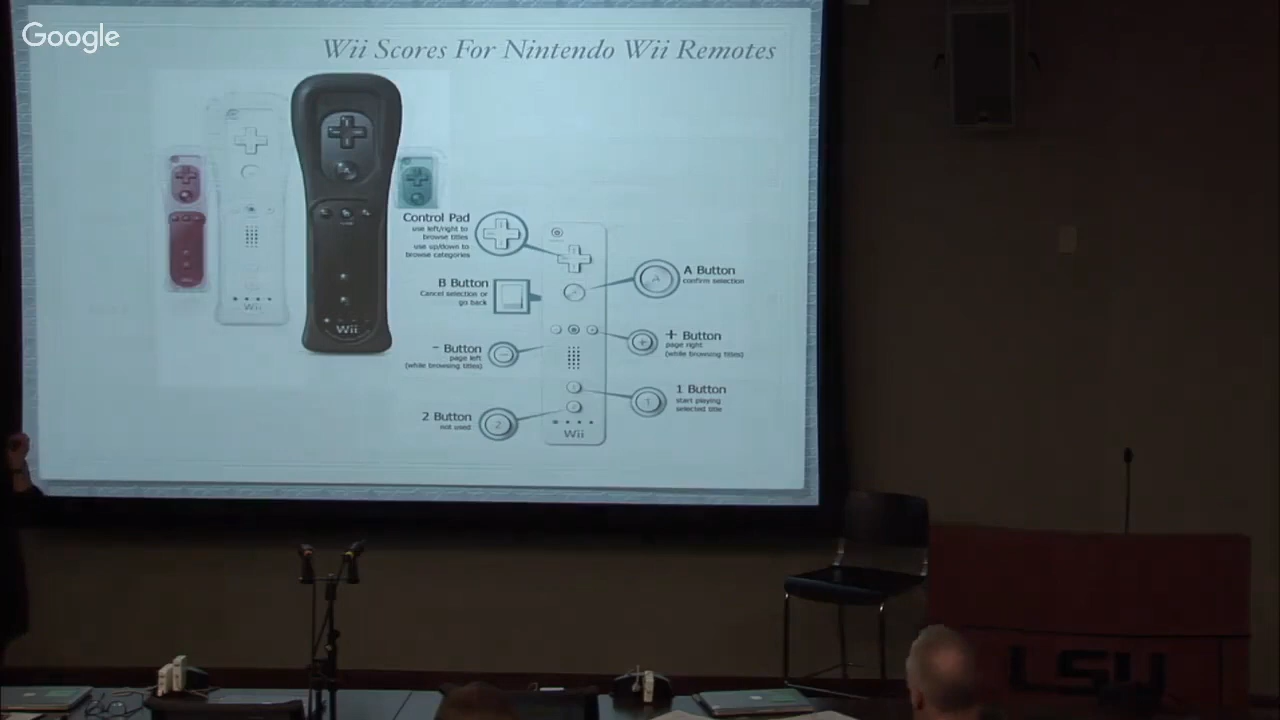 Google
Wii Scores For Nintendo Wii Remotes
Control Pad
use left/right to
browse titles
use up/down to
browse categories
A Button
confirm selection
B Button
Cancel selection or
go back
+ Button
page right
(while browsing titles)
- Button
page left
(while browsing titles)
1 Button
start playing
selected title
2 Button
not used
A
1
2
Wii
Wii
Wii
LSU